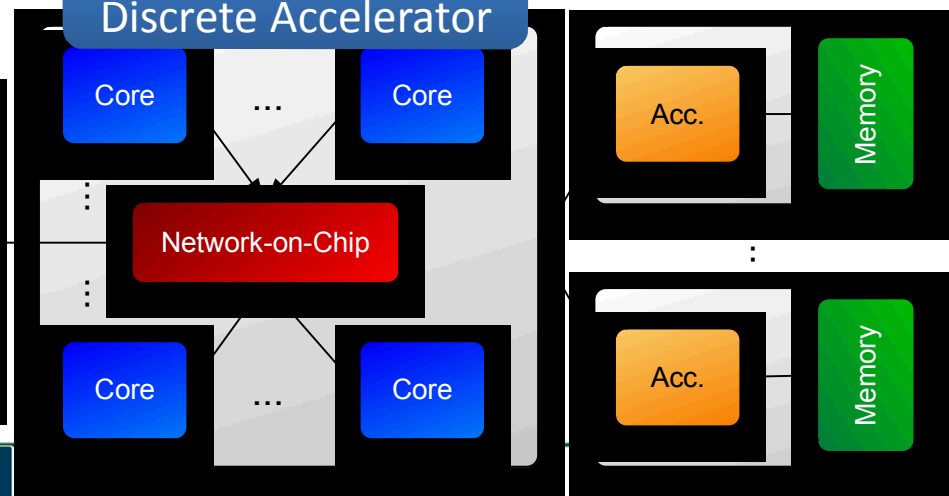 Discrete Accelerator
Core
...
Core
Acc.
Memory
...
Network-on-Chip
:
...
Core
...
Core
Acc.
Memory